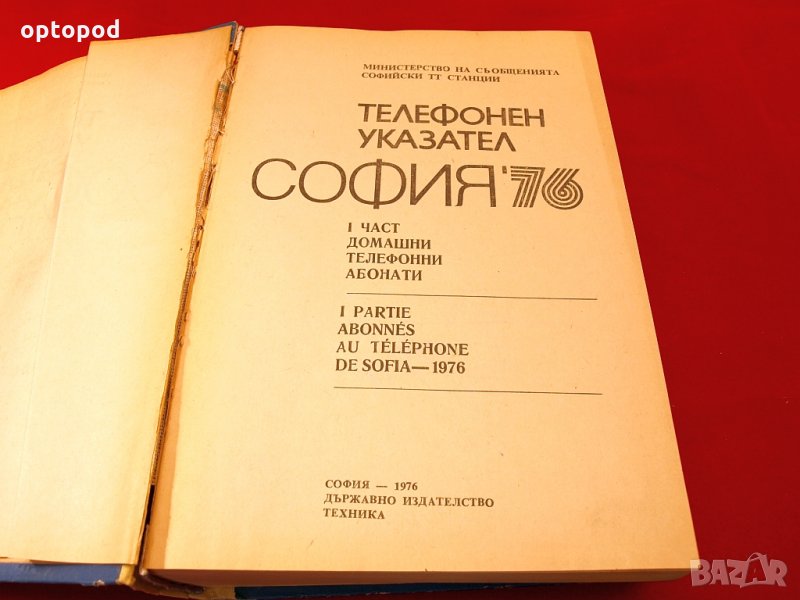 optopod
МИНИСТЕРСТВО НА СЪОБЩЕНИЯТА
СОФИЙСКИ ТТ СТАНЦИИ
ТЕЛЕФОНЕН
УКАЗАТЕЛ
СОФИЯ'76
I ЧАСТ
ДОМАШНИ
ТЕЛЕФОННИ
АБОНАТИ
I PARTIE
ABONNÉS
AU TÉLÉPHONE
DE SOFIA—1976
СОФИЯ — 1976
ДЪРЖАВНО ИЗДАТЕЛСТВО
ТЕХНИКА
BAZAR